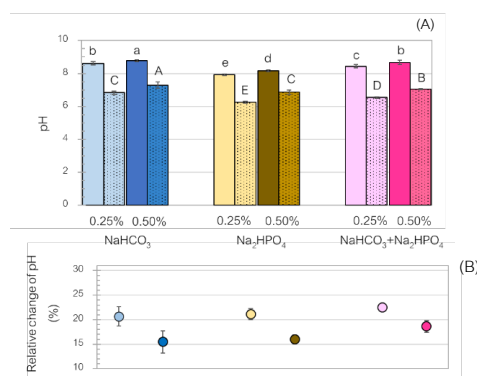 (A)
10
8
6
4
2
0
pH
b C a A e E d C c D b B
0.25% 0.50% 0.25% 0.50% 0.25% 0.50%
NaHCO₃ Na₂HPO₄ NaHCO₃+Na₂HPO₄
(B)
Relative change of pH
(%)
30
25
20
15
10